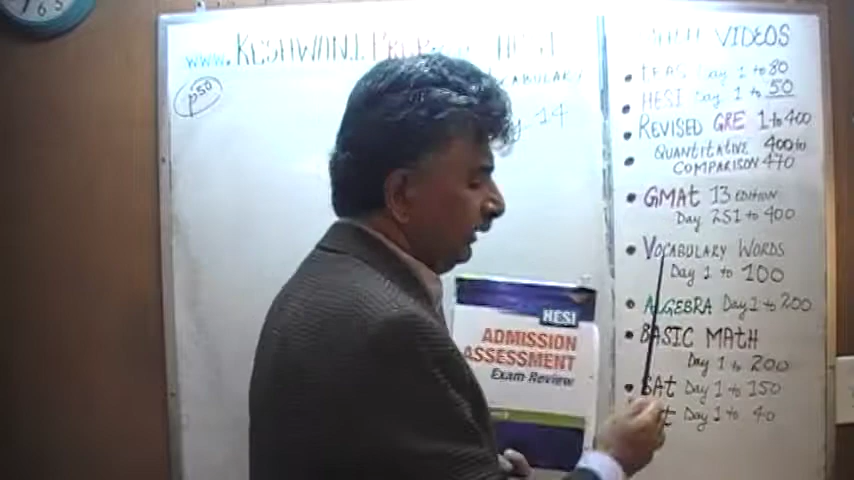 www.
VOCABULARY
p50
14
VIDEOS
TEAS Day 1 to 80
HESI Day 1 to 50
REVISED GRE 1 to 400
QUANTITATIVE 400 to
COMPARISON 470
GMAT 13 EDITION
Day 251 to 400
VOCABULARY WORDS
Day 1 to 100
ALGEBRA Day 1 to 200
BASIC MATH
Day 1 to 200
SAT Day 1 to 150
Day 1 to 40
HESI
ADMISSION
ASSESSMENT
Exam Review